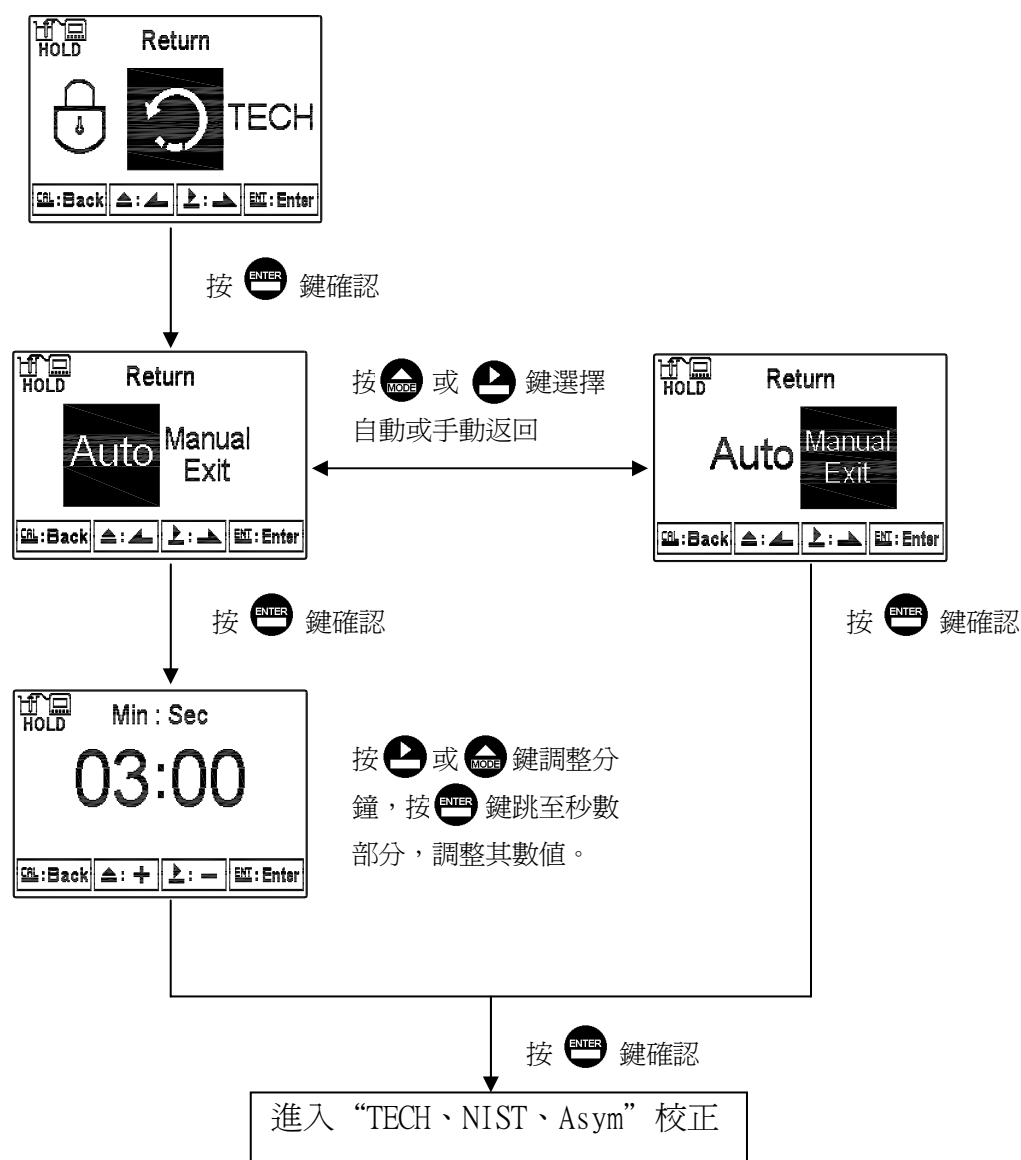 HOLD Return
TECH
CAL:Back : : ENT:Enter
按 ENTER 鍵確認
HOLD Return
Auto Manual
Exit
CAL:Back : : ENT:Enter
按 MODE 或 鍵選擇
自動或手動返回
HOLD Return
Auto Manual
Exit
CAL:Back : : ENT:Enter
按 ENTER 鍵確認
按 ENTER 鍵確認
HOLD Min : Sec
03:00
CAL:Back : + : - ENT:Enter
按 或 MODE 鍵調整分
鐘，按 ENTER 鍵跳至秒數
部分，調整其數值。
按 ENTER 鍵確認
進入 “TECH、NIST、Asym” 校正